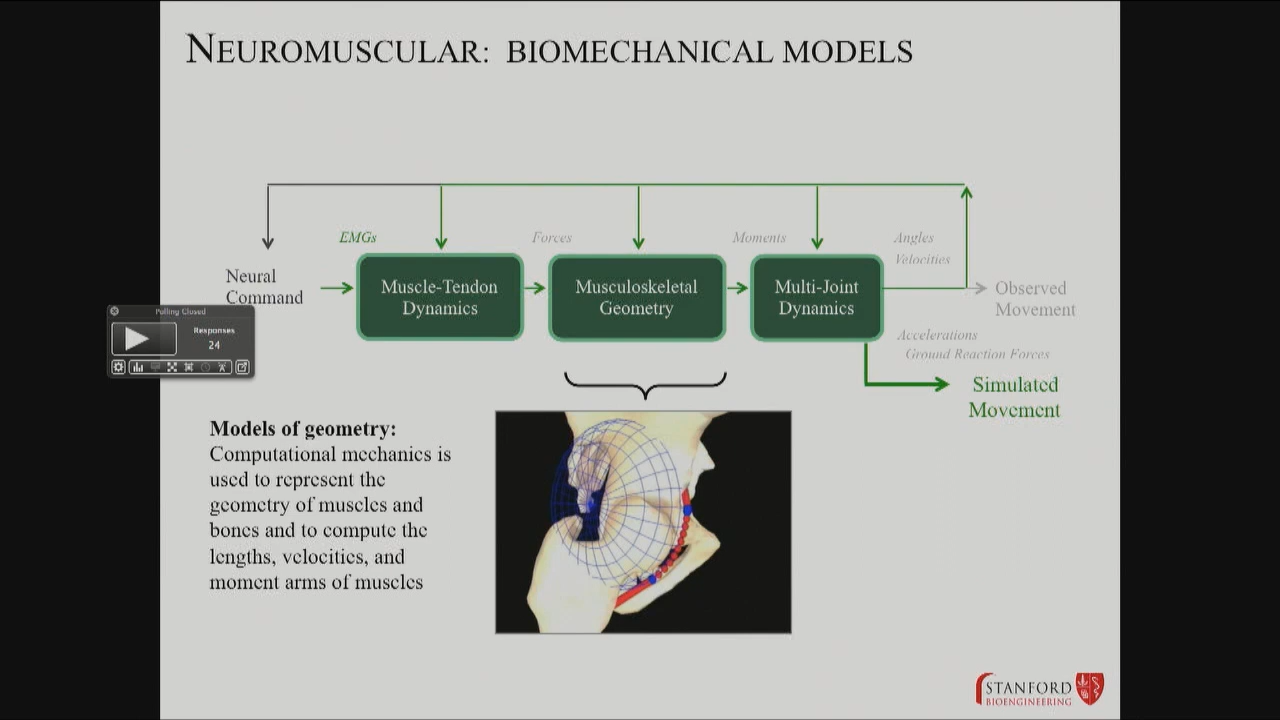 NEUROMUSCULAR: BIOMECHANICAL MODELS
EMGs
Forces
Moments
Angles
Velocities
Neural
Command
Muscle-Tendon
Dynamics
Musculoskeletal
Geometry
Multi-Joint
Dynamics
Observed
Movement
Polling Closed
Responses
24
Accelerations
Ground Reaction Forces
Simulated
Movement
Models of geometry:
Computational mechanics is
used to represent the
geometry of muscles and
bones and to compute the
lengths, velocities, and
moment arms of muscles
STANFORD
BIOENGINEERING